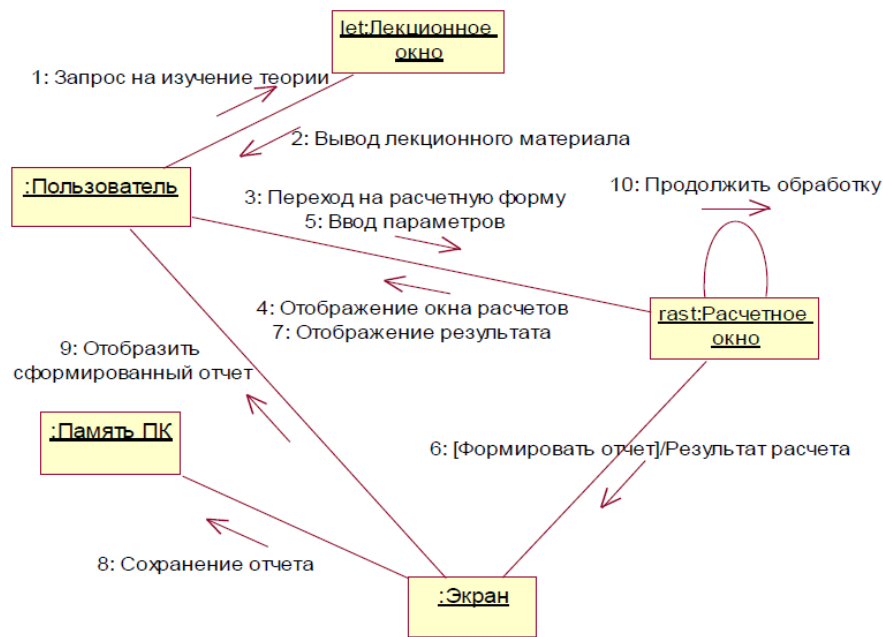 let:Лекционное
окно
1: Запрос на изучение теории
2: Вывод лекционного материала
:Пользователь
3: Переход на расчетную форму
5: Ввод параметров
10: Продолжить обработку
4: Отображение окна расчетов
7: Отображение результата
rast:Расчетное
окно
9: Отобразить
сформированный отчет
:Память ПК
6: [Формировать отчет]/Результат расчета
8: Сохранение отчета
:Экран